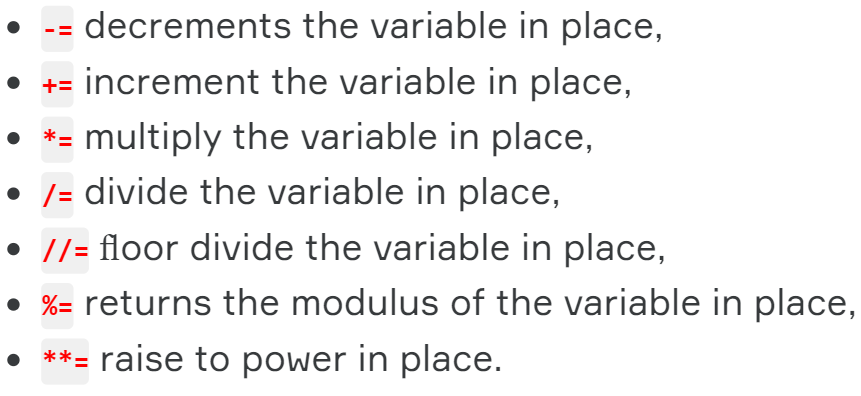 • -= decrements the variable in place,
• += increment the variable in place,
• *= multiply the variable in place,
• /= divide the variable in place,
• //= floor divide the variable in place,
• %= returns the modulus of the variable in place,
• **= raise to power in place.